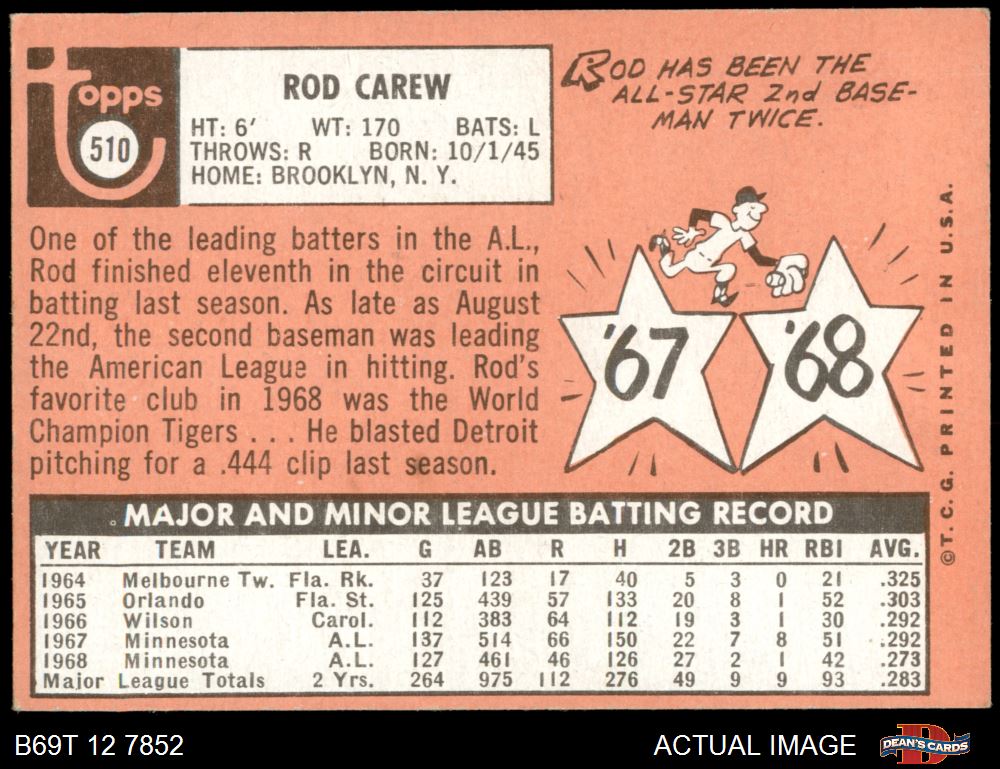 Topps
510
ROD CAREW
HT: 6′ WT: 170 BATS: L
THROWS: R BORN: 10/1/45
HOME: BROOKLYN, N. Y.
ROD HAS BEEN THE
ALL-STAR 2nd BASE-
MAN TWICE.
One of the leading batters in the A.L.,
Rod finished eleventh in the circuit in
batting last season. As late as August
22nd, the second baseman was leading
the American League in hitting. Rod's
favorite club in 1968 was the World
Champion Tigers . . . He blasted Detroit
pitching for a .444 clip last season.
'67
'68
©T. C. G. PRINTED IN U.S.A.
MAJOR AND MINOR LEAGUE BATTING RECORD
YEAR TEAM LEA. G AB R H 2B 3B HR RBI AVG.
1964 Melbourne Tw. Fla. Rk. 37 123 17 40 5 3 0 21 .325
1965 Orlando Fla. St. 125 439 57 133 20 8 1 52 .303
1966 Wilson Carol. 112 383 64 112 19 3 1 30 .292
1967 Minnesota A.L. 137 514 66 150 22 7 8 51 .292
1968 Minnesota A.L. 127 461 46 126 27 2 1 42 .273
Major League Totals 2 Yrs. 264 975 112 276 49 9 9 93 .283
B69T 12 7852
ACTUAL IMAGE
DEAN'S CARDS